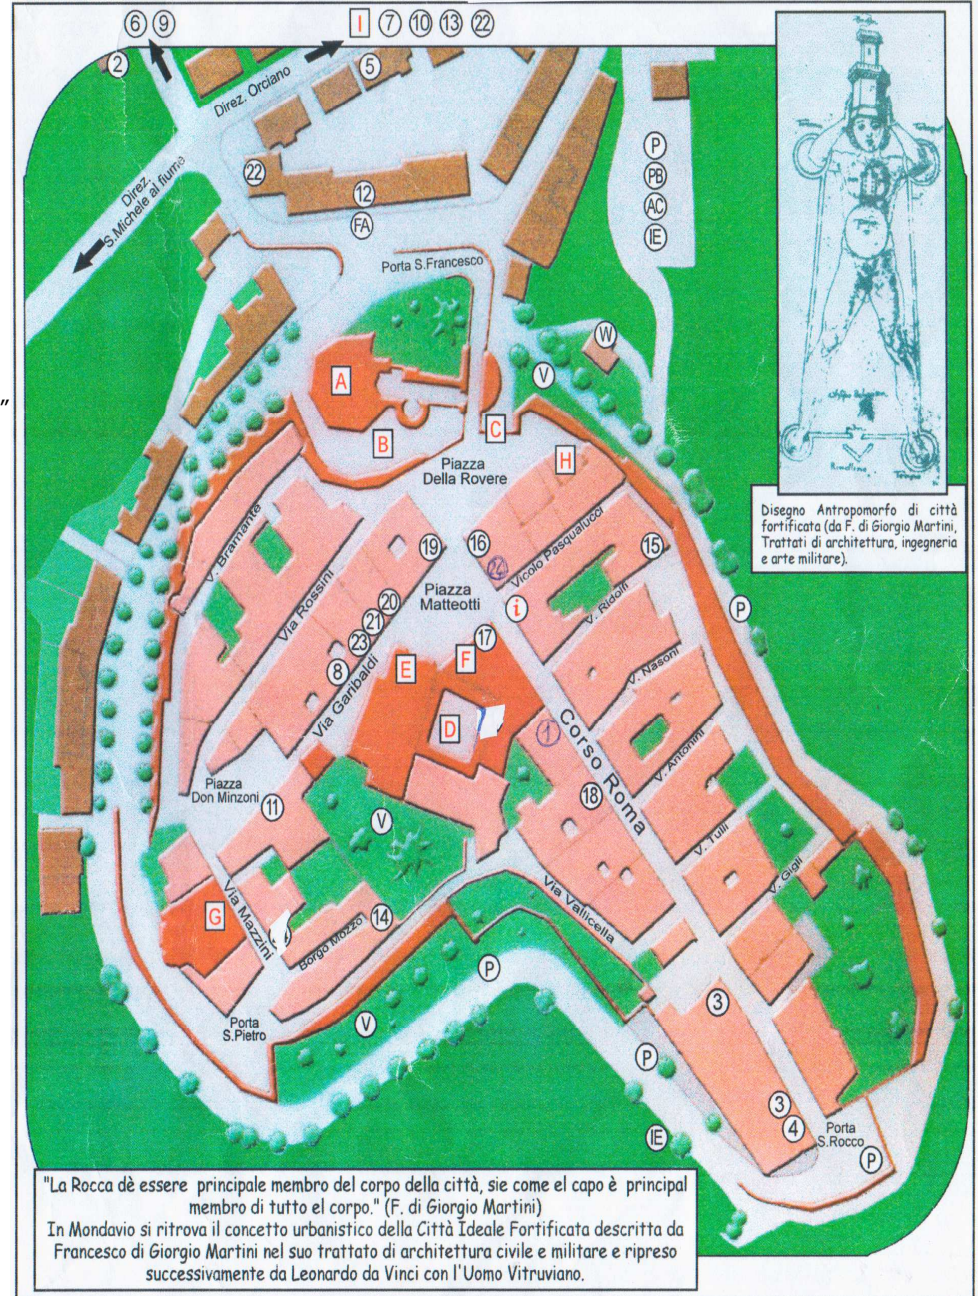 6 9
I 7 10 13 22
2
5
Direz. Orciano
Direz.
S.Michele al fiume
22
12
FA
P
PB
AC
IE
Porta S.Francesco
W
V
A
B
C
H
Piazza
Della Rovere
V. Bramante
Via Rossini
19
16
24
Vicolo Pasqualucci
15
Piazza
Matteotti
i
V. Ridolfi
P
20
21
23
8
Via Garibaldi
17
E
F
D
V. Nasoni
1
Corso Roma
V. Antonini
Piazza
Don Minzoni
11
V
18
V. Tulli
V. Gigli
G
Via Mazzini
Borgo Mozzo
14
Via Vallicella
P
V
Porta
S.Pietro
3
P
3
4
IE
Porta
S.Rocco
P
Disegno Antropomorfo di città
fortificata (da F. di Giorgio Martini,
Trattati di architettura, ingegneria
e arte militare).
"La Rocca dè essere principale membro del corpo della città, sie come el capo è principal
membro di tutto el corpo." (F. di Giorgio Martini)
In Mondavio si ritrova il concetto urbanistico della Città Ideale Fortificata descritta da
Francesco di Giorgio Martini nel suo trattato di architettura civile e militare e ripreso
successivamente da Leonardo da Vinci con l'Uomo Vitruviano.